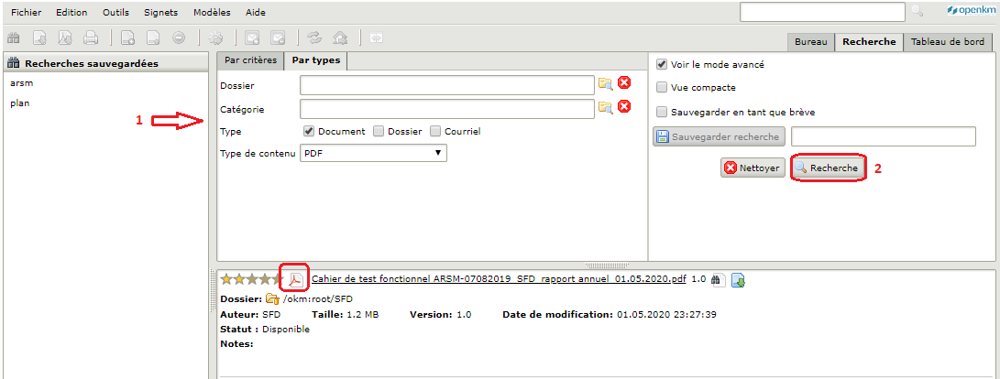 Fichier Edition Outils Signets Modèles Aide
openkm
Bureau Recherche Tableau de bord
Recherches sauvegardées
arsm
plan
1
Par critères Par types
Dossier
Catégorie
Type Document Dossier Courriel
Type de contenu PDF
Voir le mode avancé
Vue compacte
Sauvegarder en tant que brève
Sauvegarder recherche
Nettoyer Recherche 2
Cahier de test fonctionnel ARSM-07082019_SFD_rapport annuel_01.05.2020.pdf 1.0
Dossier: /okm:root/SFD
Auteur: SFD Taille: 1.2 MB Version: 1.0 Date de modification: 01.05.2020 23:27:39
Statut : Disponible
Notes: